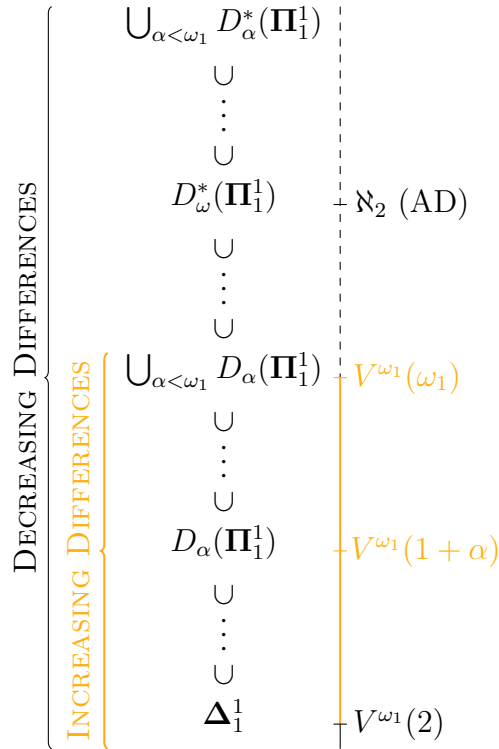 ⋃_{α<ω₁} D*_α(𝚷¹₁)
∪
⋮
∪
D*_ω(𝚷¹₁) ℵ₂ (AD)
∪
⋮
∪
⋃_{α<ω₁} D_α(𝚷¹₁) V^{ω₁}(ω₁)
∪
⋮
∪
D_α(𝚷¹₁) V^{ω₁}(1 + α)
∪
⋮
∪
𝚫¹₁ V^{ω₁}(2)
DECREASING DIFFERENCES
INCREASING DIFFERENCES